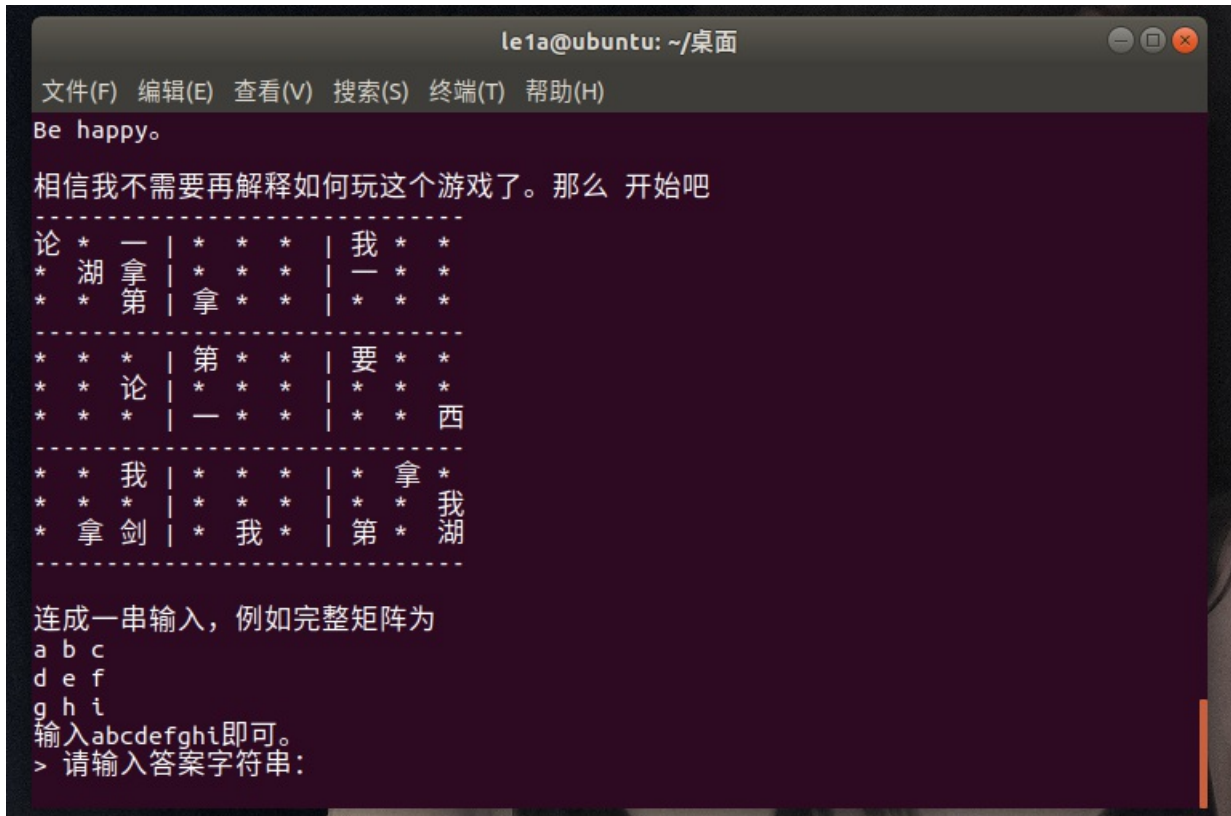 le1a@ubuntu: ~/桌面
文件(F) 编辑(E) 查看(V) 搜索(S) 终端(T) 帮助(H)
Be happy。
相信我不需要再解释如何玩这个游戏了。那么 开始吧
-------------------------------
论 * 一 | * * * | 我 * *
* 湖 拿 | * * * | 一 * *
* * 第 | 拿 * * | * * *
-------------------------------
* * * | 第 * * | 要 * *
* * 论 | * * * | * * *
* * * | 一 * * | * * 西
-------------------------------
* * 我 | * * * | * 拿 *
* * * | * * * | * * 我
* 拿 剑 | * 我 * | 第 * 湖
-------------------------------
连成一串输入，例如完整矩阵为
a b c
d e f
g h i
输入abcdefghi即可。
> 请输入答案字符串：